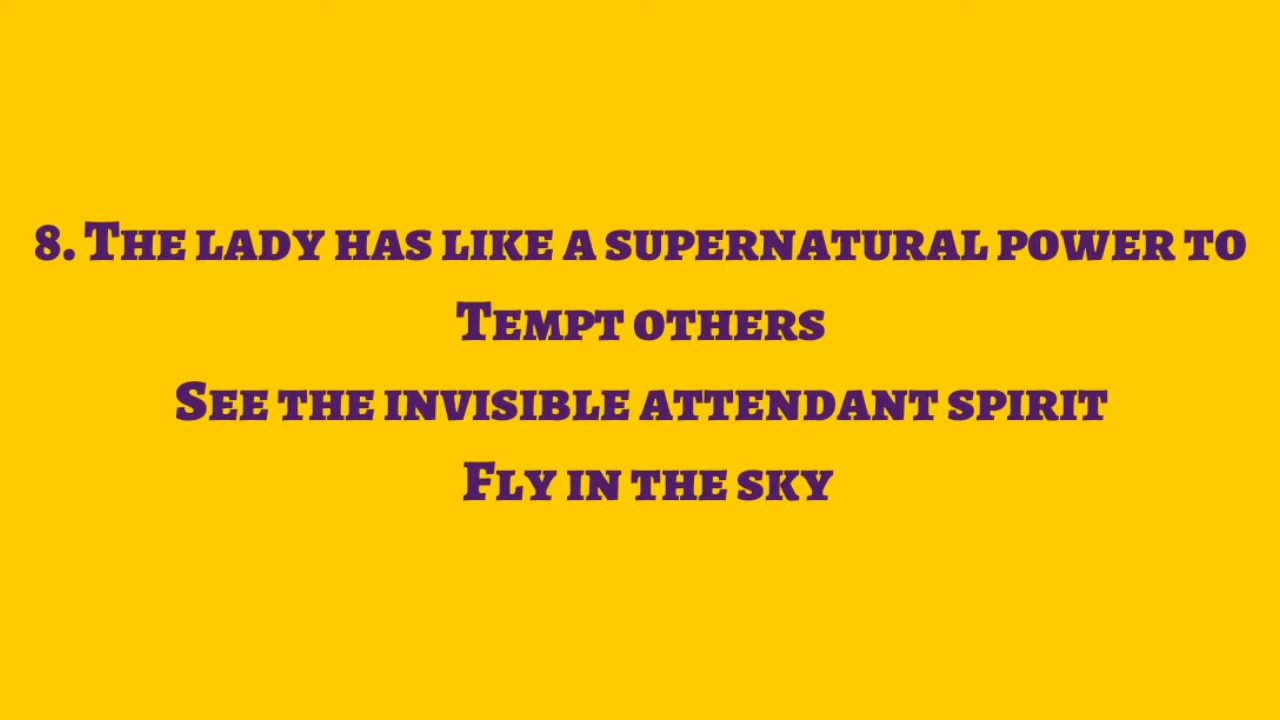 8. The lady has like a supernatural power to
Tempt others
See the invisible attendant spirit
Fly in the sky